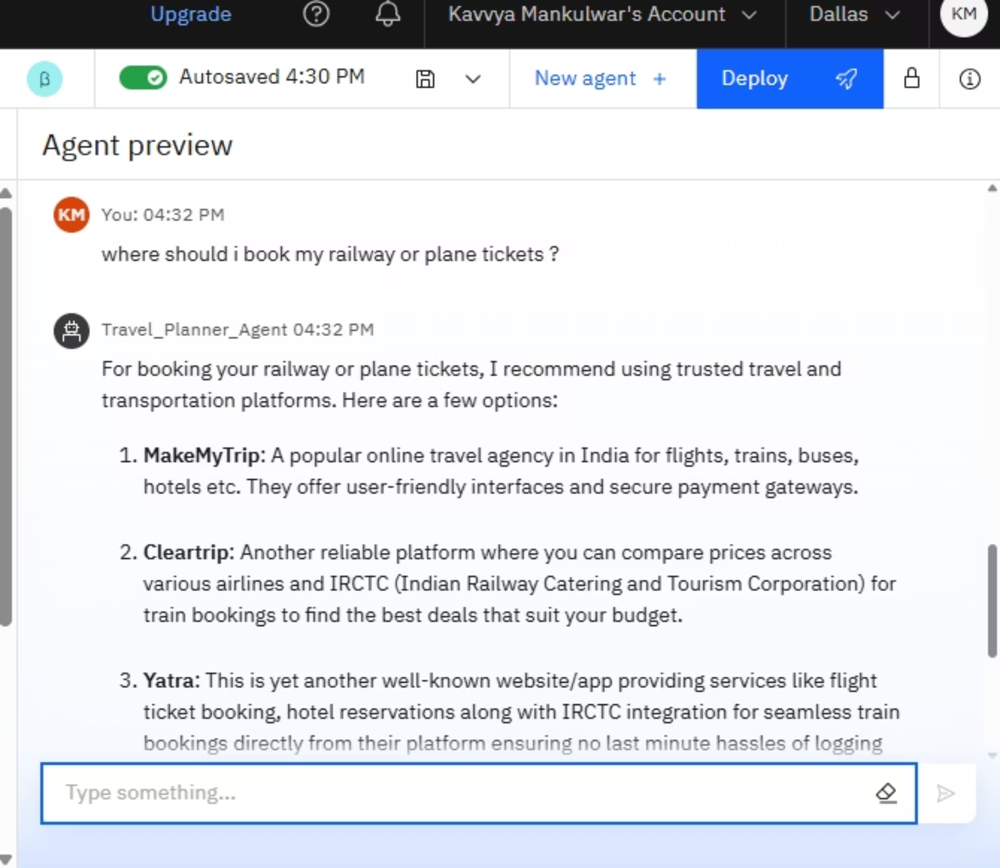 Upgrade
Kavvya Mankulwar's Account
Dallas
KM
β
Autosaved 4:30 PM
New agent +
Deploy
Agent preview
KM
You: 04:32 PM
where should i book my railway or plane tickets ?
Travel_Planner_Agent 04:32 PM
For booking your railway or plane tickets, I recommend using trusted travel and
transportation platforms. Here are a few options:
1. MakeMyTrip: A popular online travel agency in India for flights, trains, buses,
hotels etc. They offer user-friendly interfaces and secure payment gateways.
2. Cleartrip: Another reliable platform where you can compare prices across
various airlines and IRCTC (Indian Railway Catering and Tourism Corporation) for
train bookings to find the best deals that suit your budget.
3. Yatra: This is yet another well-known website/app providing services like flight
ticket booking, hotel reservations along with IRCTC integration for seamless train
bookings directly from their platform ensuring no last minute hassles of logging
Type something...